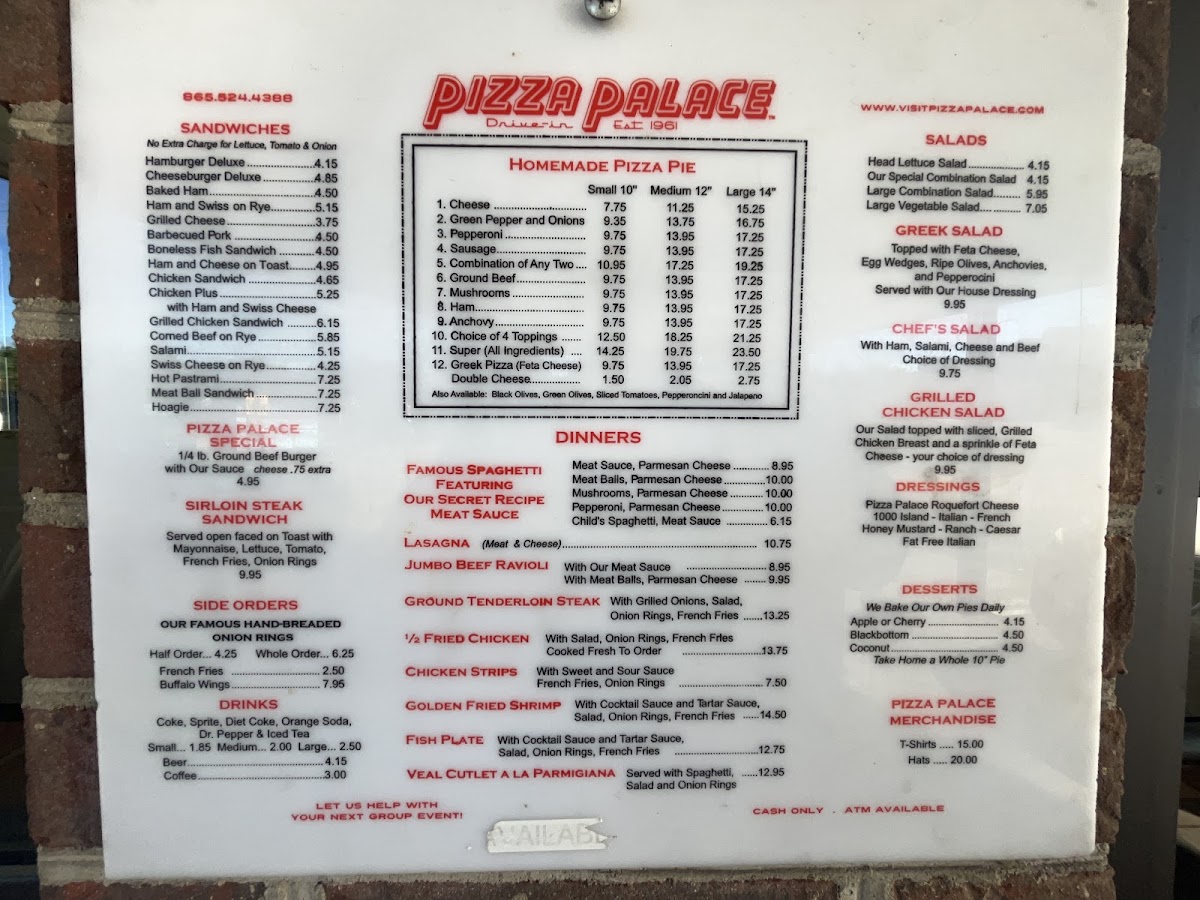 865.524.4388
SANDWICHES
No Extra Charge for Lettuce, Tomato & Onion
Hamburger Deluxe ..................... 4.15
Cheeseburger Deluxe ................ 4.85
Baked Ham ................................ 4.50
Ham and Swiss on Rye.............. 5.15
Grilled Cheese ........................... 3.75
Barbecued Pork ......................... 4.50
Boneless Fish Sandwich ........... 4.50
Ham and Cheese on Toast........ 4.95
Chicken Sandwich ..................... 4.65
Chicken Plus .............................. 5.25
with Ham and Swiss Cheese
Grilled Chicken Sandwich ......... 6.15
Corned Beef on Rye.................. 5.85
Salami........................................ 5.15
Swiss Cheese on Rye................ 4.25
Hot Pastrami .............................. 7.25
Meat Ball Sandwich................... 7.25
Hoagie........................................ 7.25
PIZZA PALACE
SPECIAL
1/4 lb. Ground Beef Burger
with Our Sauce cheese .75 extra
4.95
SIRLOIN STEAK
SANDWICH
Served open faced on Toast with
Mayonnaise, Lettuce, Tomato,
French Fries, Onion Rings
9.95
SIDE ORDERS
OUR FAMOUS HAND-BREADED
ONION RINGS
Half Order... 4.25 Whole Order... 6.25
French Fries ............................ 2.50
Buffalo Wings........................... 7.95
DRINKS
Coke, Sprite, Diet Coke, Orange Soda,
Dr. Pepper & Iced Tea
Small... 1.85 Medium... 2.00 Large... 2.50
Beer........................................... 4.15
Coffee........................................ 3.00
LET US HELP WITH
YOUR NEXT GROUP EVENT!
PIZZA PALACE
Drive-in Est. 1961
HOMEMADE PIZZA PIE
Small 10" Medium 12" Large 14"
1. Cheese ........................ 7.75 11.25 15.25
2. Green Pepper and Onions 9.35 13.75 16.75
3. Pepperoni ..................... 9.75 13.95 17.25
4. Sausage....................... 9.75 13.95 17.25
5. Combination of Any Two .... 10.95 17.25 19.25
6. Ground Beef.................. 9.75 13.95 17.25
7. Mushrooms ................... 9.75 13.95 17.25
8. Ham............................. 9.75 13.95 17.25
9. Anchovy........................ 9.75 13.95 17.25
10. Choice of 4 Toppings ...... 12.50 18.25 21.25
11. Super (All Ingredients) .... 14.25 19.75 23.50
12. Greek Pizza (Feta Cheese) 9.75 13.95 17.25
Double Cheese.................. 1.50 2.05 2.75
Also Available: Black Olives, Green Olives, Sliced Tomatoes, Pepperoncini and Jalapeno
DINNERS
FAMOUS SPAGHETTI
FEATURING
OUR SECRET RECIPE
MEAT SAUCE
Meat Sauce, Parmesan Cheese ............ 8.95
Meat Balls, Parmesan Cheese ............. 10.00
Mushrooms, Parmesan Cheese ........... 10.00
Pepperoni, Parmesan Cheese.............. 10.00
Child's Spaghetti, Meat Sauce .............. 6.15
LASAGNA (Meat & Cheese)................................................ 10.75
JUMBO BEEF RAVIOLI With Our Meat Sauce .......................... 8.95
With Meat Balls, Parmesan Cheese ........ 9.95
GROUND TENDERLOIN STEAK With Grilled Onions, Salad,
Onion Rings, French Fries ....... 13.25
1/2 FRIED CHICKEN With Salad, Onion Rings, French Fries
Cooked Fresh To Order ........................... 13.75
CHICKEN STRIPS With Sweet and Sour Sauce
French Fries, Onion Rings ............................ 7.50
GOLDEN FRIED SHRIMP With Cocktail Sauce and Tartar Sauce,
Salad, Onion Rings, French Fries ...... 14.50
FISH PLATE With Cocktail Sauce and Tartar Sauce,
Salad, Onion Rings, French Fries ............................ 12.75
VEAL CUTLET A LA PARMIGIANA Served with Spaghetti, ...... 12.95
Salad and Onion Rings
WWW.VISITPIZZAPALACE.COM
SALADS
Head Lettuce Salad.................... 4.15
Our Special Combination Salad 4.15
Large Combination Salad.......... 5.95
Large Vegetable Salad.............. 7.05
GREEK SALAD
Topped with Feta Cheese,
Egg Wedges, Ripe Olives, Anchovies,
and Pepperocini
Served with Our House Dressing
9.95
CHEF'S SALAD
With Ham, Salami, Cheese and Beef
Choice of Dressing
9.75
GRILLED
CHICKEN SALAD
Our Salad topped with sliced, Grilled
Chicken Breast and a sprinkle of Feta
Cheese - your choice of dressing
9.95
DRESSINGS
Pizza Palace Roquefort Cheese
1000 Island - Italian - French
Honey Mustard - Ranch - Caesar
Fat Free Italian
DESSERTS
We Bake Our Own Pies Daily
Apple or Cherry ........................ 4.15
Blackbottom .............................. 4.50
Coconut..................................... 4.50
Take Home a Whole 10" Pie
PIZZA PALACE
MERCHANDISE
T-Shirts ..... 15.00
Hats ..... 20.00
CASH ONLY . ATM AVAILABLE